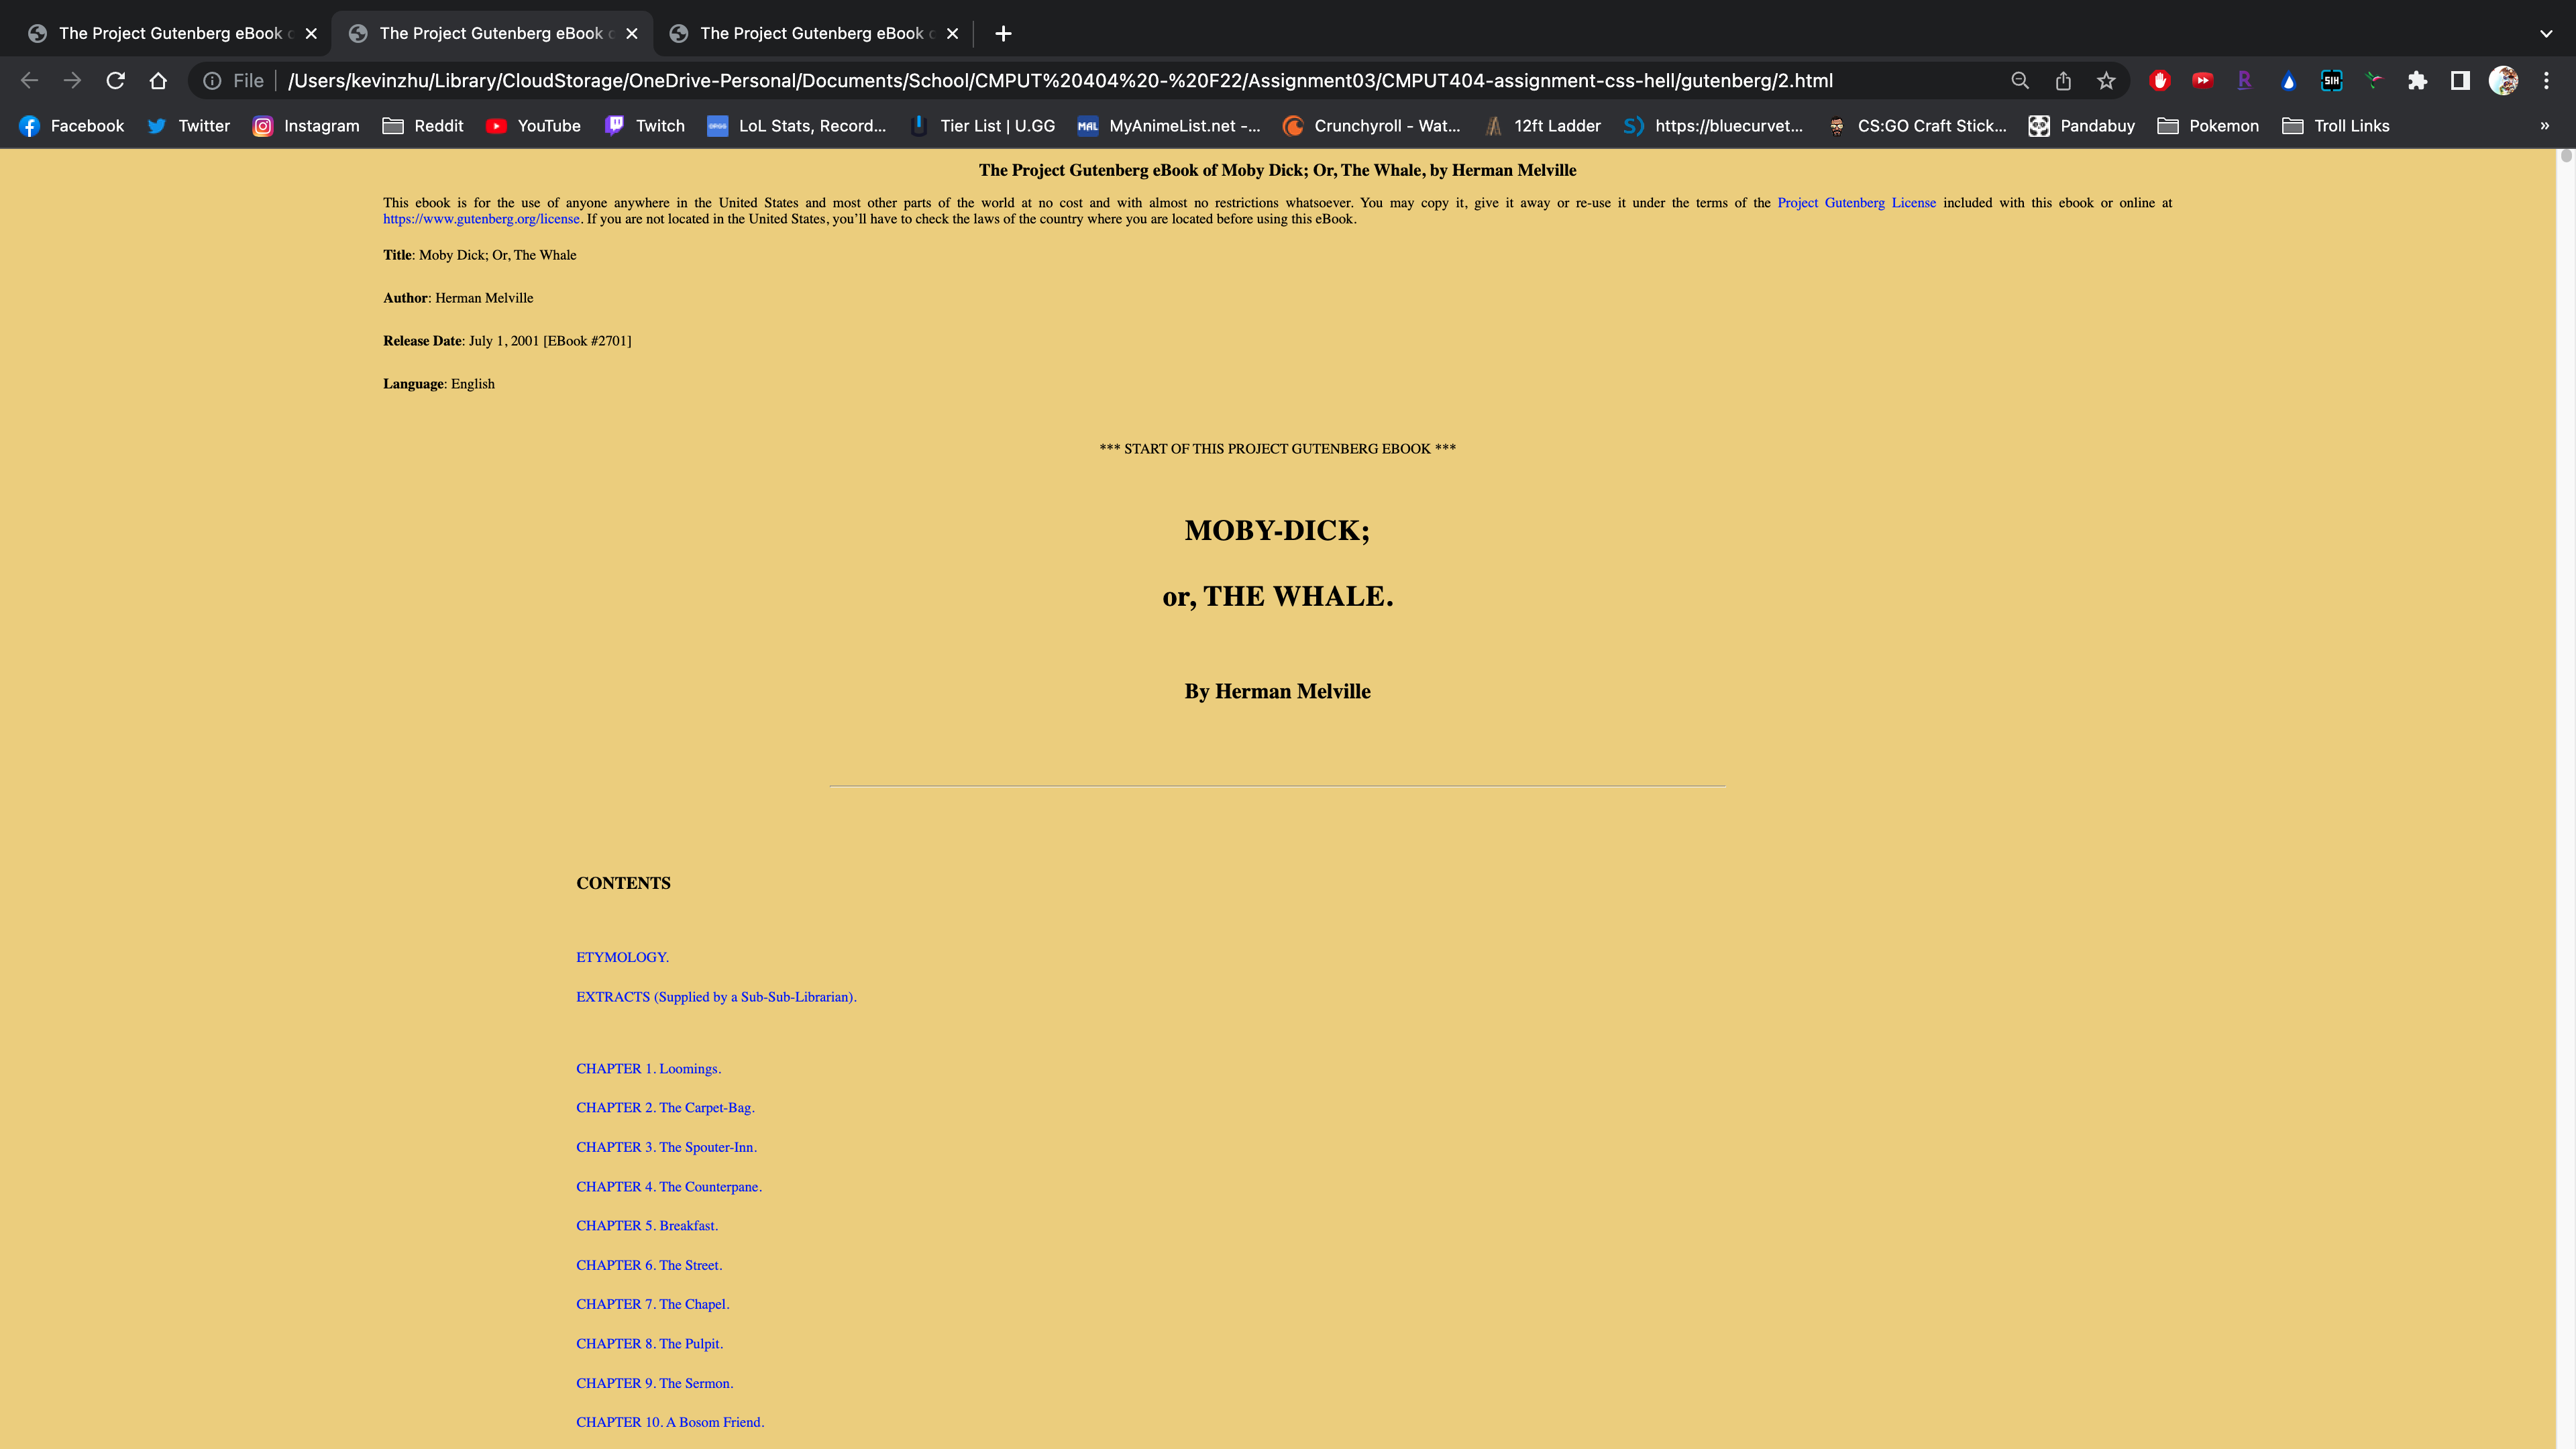 The Project Gutenberg eBook The Project Gutenberg eBook The Project Gutenberg eBook
File /Users/kevinzhu/Library/CloudStorage/OneDrive-Personal/Documents/School/CMPUT%20404%20-%20F22/Assignment03/CMPUT404-assignment-css-hell/gutenberg/2.html SIH
Facebook Twitter Instagram Reddit YouTube Twitch OP.GG LoL Stats, Record... Tier List | U.GG MAL MyAnimeList.net -... Crunchyroll - Wat... 12ft Ladder https://bluecurvet... CS:GO Craft Stick... Pandabuy Pokemon Troll Links »
The Project Gutenberg eBook of Moby Dick; Or, The Whale, by Herman Melville
This ebook is for the use of anyone anywhere in the United States and most other parts of the world at no cost and with almost no restrictions whatsoever. You may copy it, give it away or re-use it under the terms of the Project Gutenberg License included with this ebook or online at
https://www.gutenberg.org/license. If you are not located in the United States, you’ll have to check the laws of the country where you are located before using this eBook.
Title: Moby Dick; Or, The Whale
Author: Herman Melville
Release Date: July 1, 2001 [EBook #2701]
Language: English
*** START OF THIS PROJECT GUTENBERG EBOOK ***
MOBY-DICK;
or, THE WHALE.
By Herman Melville
CONTENTS
ETYMOLOGY.
EXTRACTS (Supplied by a Sub-Sub-Librarian).
CHAPTER 1. Loomings.
CHAPTER 2. The Carpet-Bag.
CHAPTER 3. The Spouter-Inn.
CHAPTER 4. The Counterpane.
CHAPTER 5. Breakfast.
CHAPTER 6. The Street.
CHAPTER 7. The Chapel.
CHAPTER 8. The Pulpit.
CHAPTER 9. The Sermon.
CHAPTER 10. A Bosom Friend.